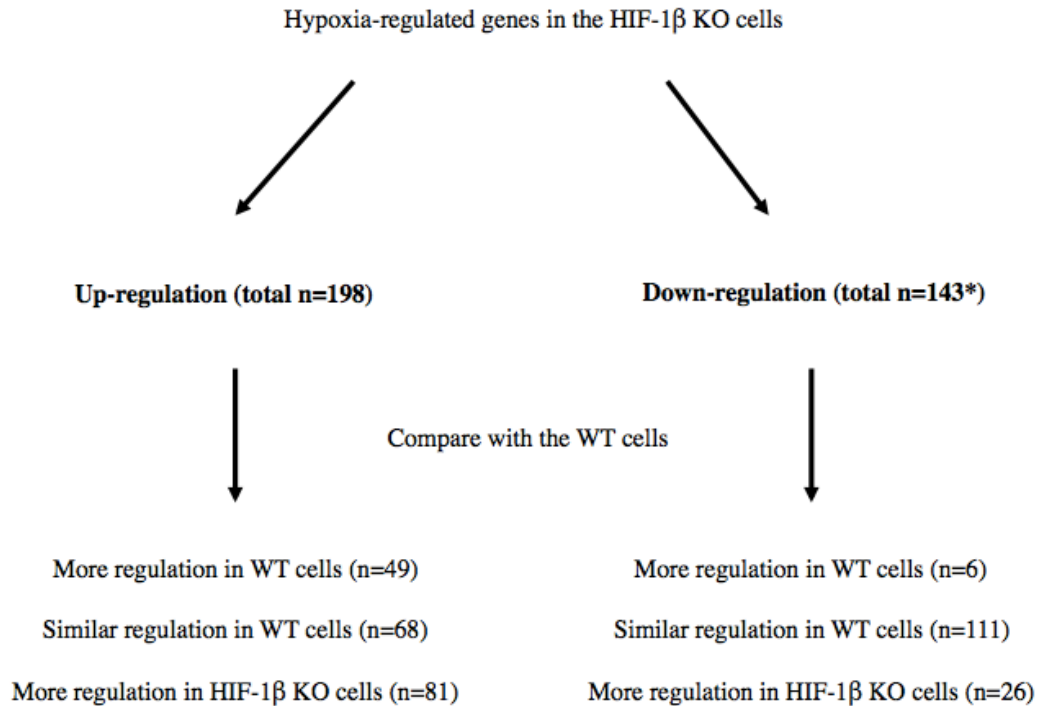 Hypoxia-regulated genes in the HIF-1β KO cells
Up-regulation (total n=198)
Down-regulation (total n=143*)
Compare with the WT cells
More regulation in WT cells (n=49)
Similar regulation in WT cells (n=68)
More regulation in HIF-1β KO cells (n=81)
More regulation in WT cells (n=6)
Similar regulation in WT cells (n=111)
More regulation in HIF-1β KO cells (n=26)